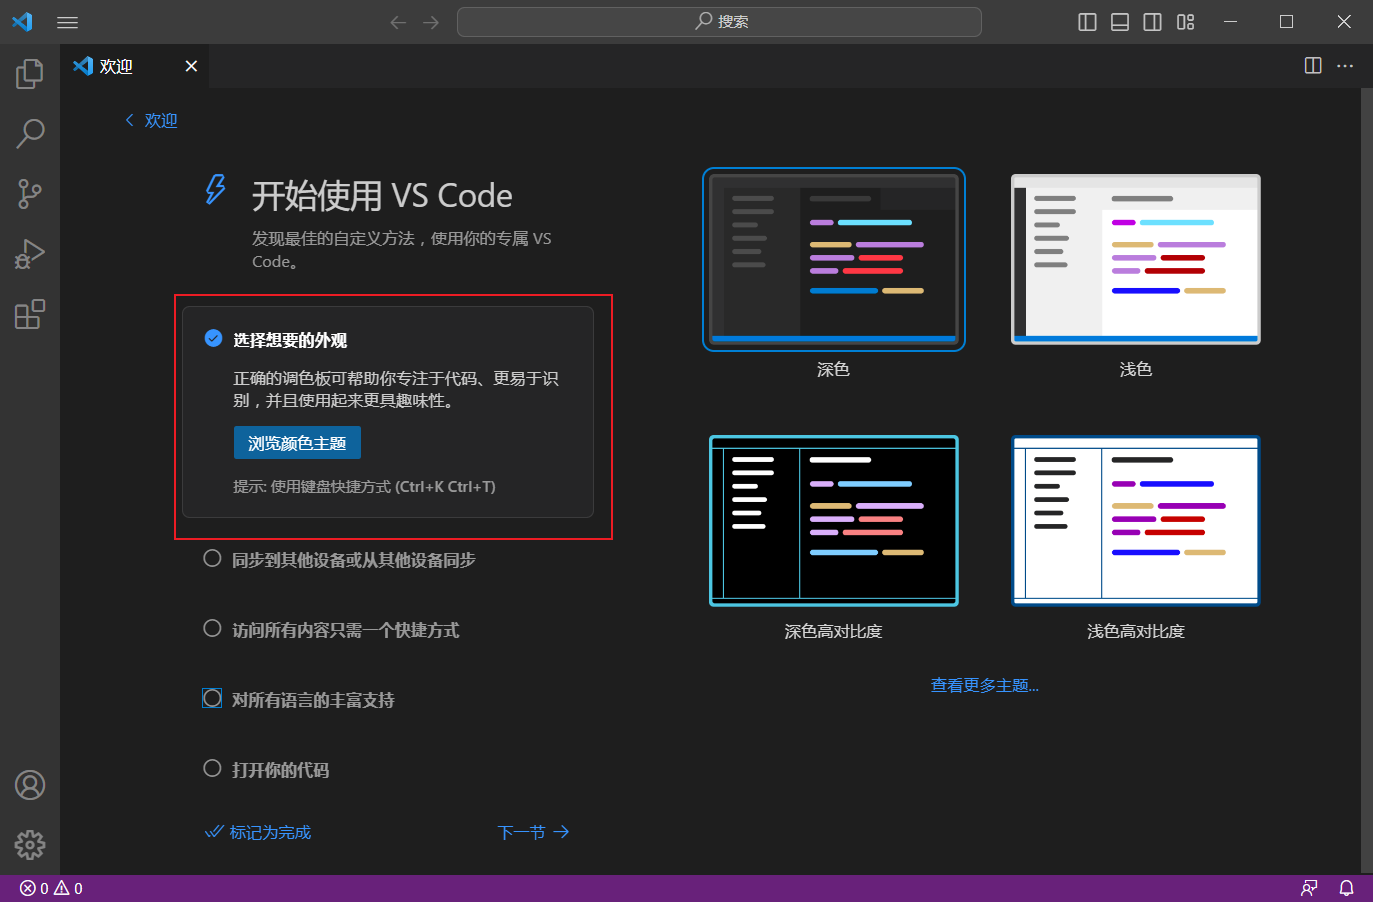 搜索
欢迎
欢迎
开始使用 VS Code
发现最佳的自定义方法，使用你的专属 VS
Code。
选择想要的外观
正确的调色板可帮助你专注于代码、更易于识
别，并且使用起来更具趣味性。
浏览颜色主题
提示: 使用键盘快捷方式 (Ctrl+K Ctrl+T)
同步到其他设备或从其他设备同步
访问所有内容只需一个快捷方式
对所有语言的丰富支持
打开你的代码
标记为完成
下一节
深色
浅色
深色高对比度
浅色高对比度
查看更多主题...
0 0